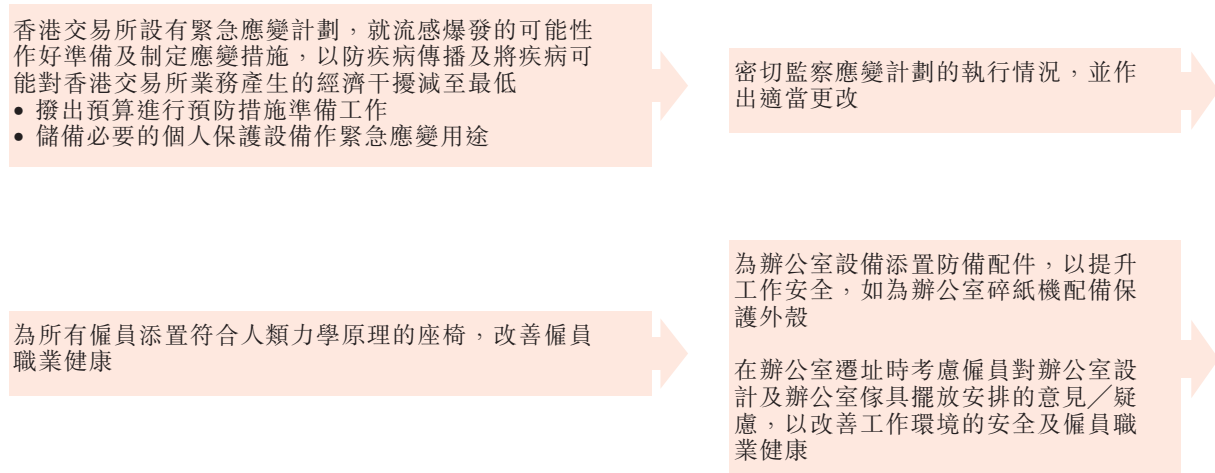 香港交易所設有緊急應變計劃，就流感爆發的可能性
作好準備及制定應變措施，以防疾病傳播及將疾病可
能對香港交易所業務產生的經濟干擾減至最低
• 撥出預算進行預防措施準備工作
• 儲備必要的個人保護設備作緊急應變用途
密切監察應變計劃的執行情況，並作
出適當更改
為所有僱員添置符合人類力學原理的座椅，改善僱員
職業健康
為辦公室設備添置防備配件，以提升
工作安全，如為辦公室碎紙機配備保
護外殼
在辦公室遷址時考慮僱員對辦公室設
計及辦公室傢具擺放安排的意見／疑
慮，以改善工作環境的安全及僱員職
業健康